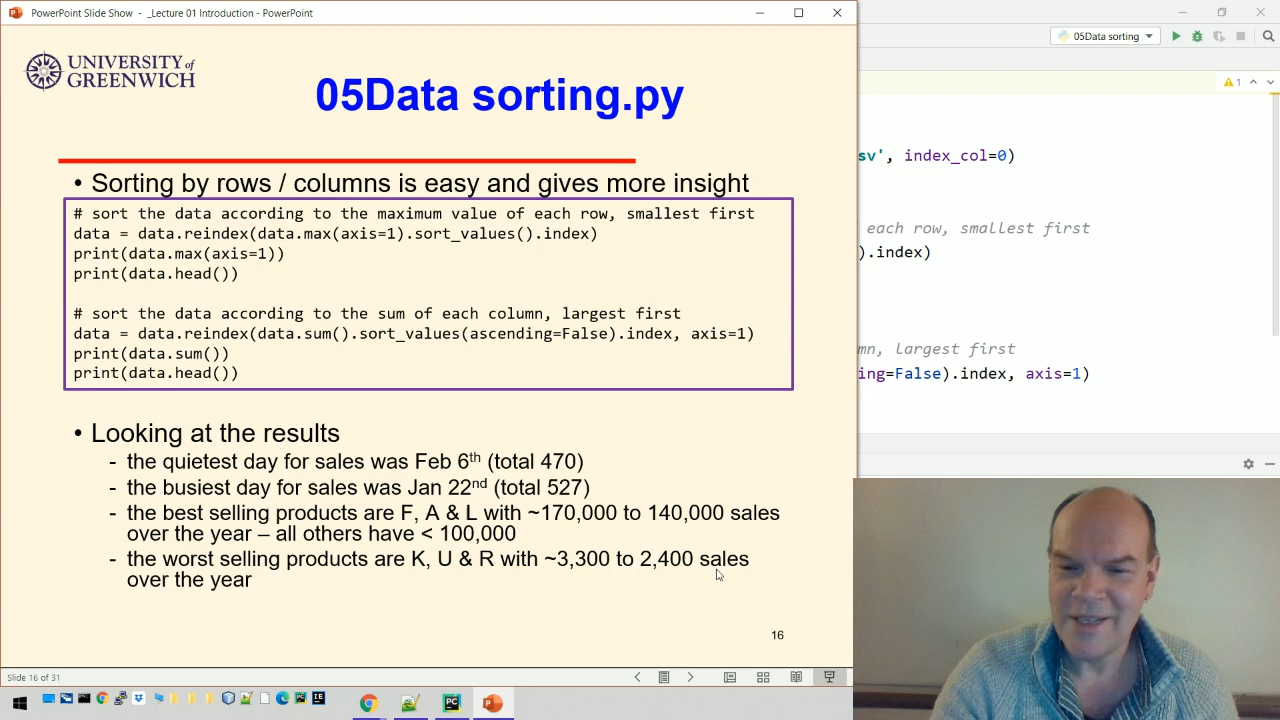 PowerPoint Slide Show - _Lecture 01 Introduction - PowerPoint
UNIVERSITY of
GREENWICH
05Data sorting.py
• Sorting by rows / columns is easy and gives more insight
# sort the data according to the maximum value of each row, smallest first
data = data.reindex(data.max(axis=1).sort_values().index)
print(data.max(axis=1))
print(data.head())
# sort the data according to the sum of each column, largest first
data = data.reindex(data.sum().sort_values(ascending=False).index, axis=1)
print(data.sum())
print(data.head())
• Looking at the results
- the quietest day for sales was Feb 6th (total 470)
- the busiest day for sales was Jan 22nd (total 527)
- the best selling products are F, A & L with ~170,000 to 140,000 sales
over the year – all others have < 100,000
- the worst selling products are K, U & R with ~3,300 to 2,400 sales
over the year
16
Slide 16 of 31
05Data sorting
1
sv', index_col=0)
each row, smallest first
).index)
mn, largest first
ing=False).index, axis=1)
PC
IE
PC